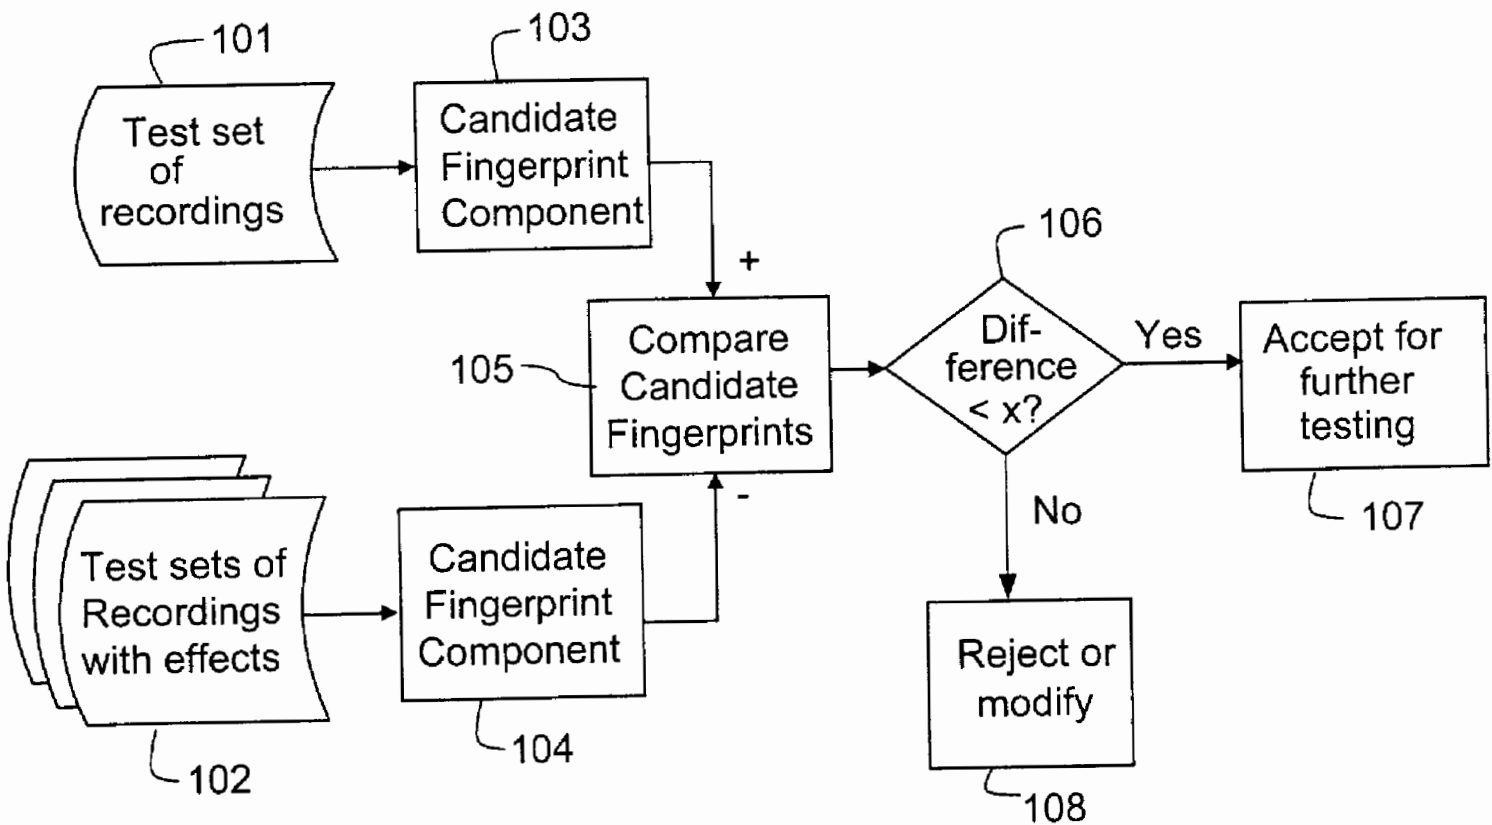 101
Test set
of
recordings
103
Candidate
Fingerprint
Component
+
105
Compare
Candidate
Fingerprints
-
106
Dif-
ference
< x?
Yes
Accept for
further
testing
107
No
Reject or
modify
108
Test sets of
Recordings
with effects
102
Candidate
Fingerprint
Component
104